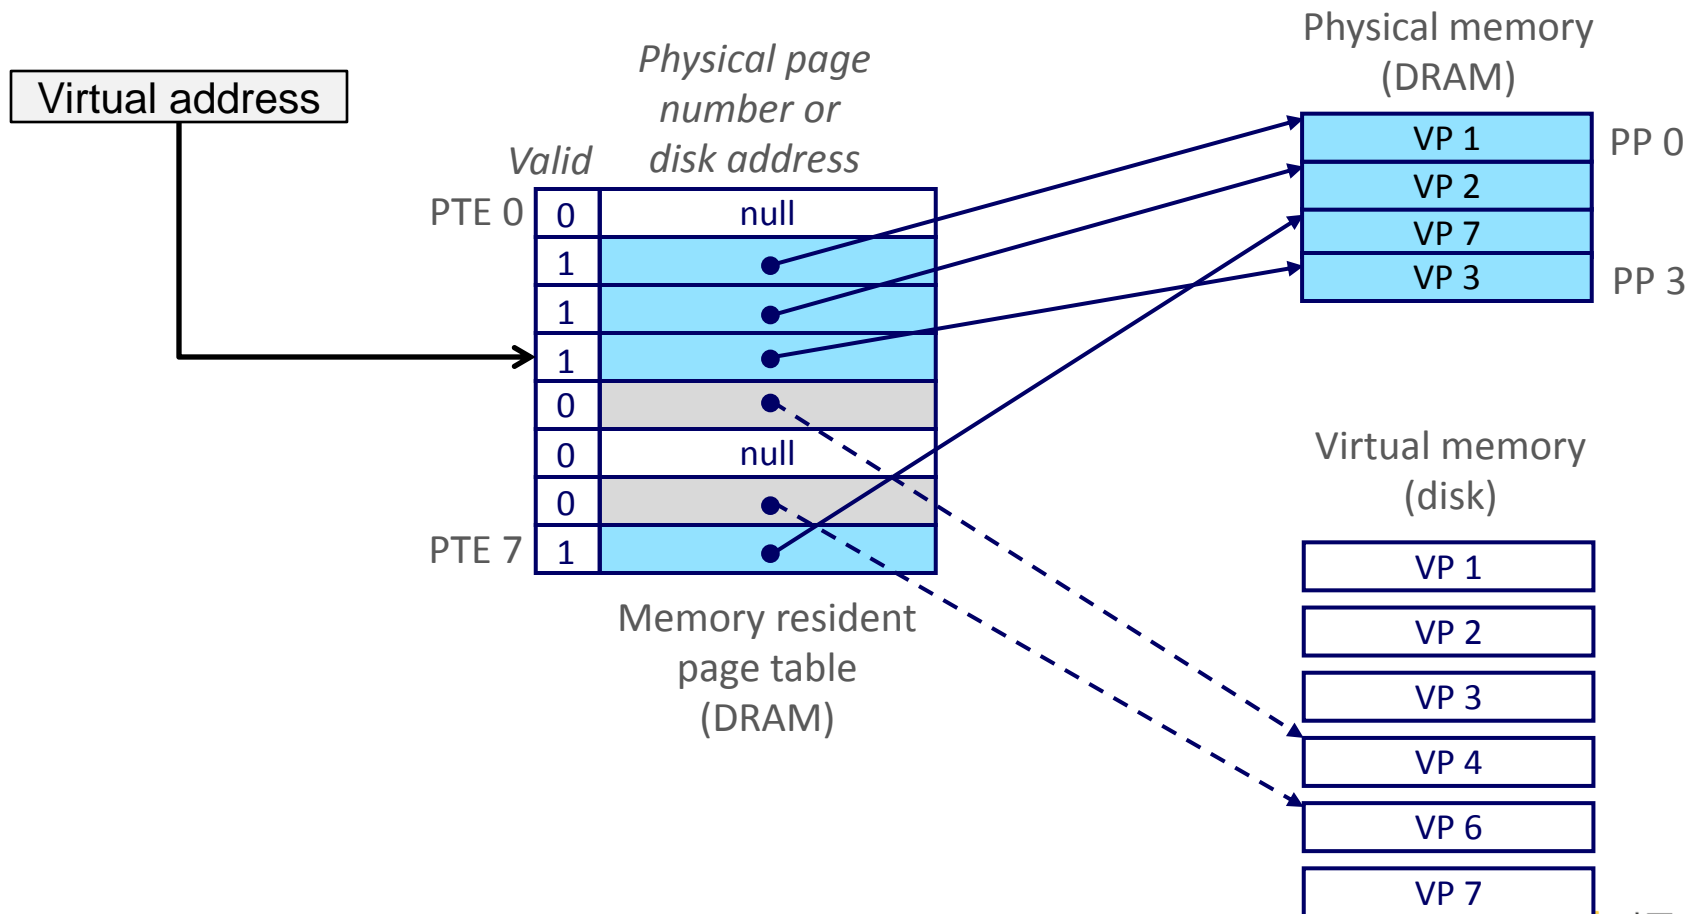 Virtual address
Physical page
number or
disk address
Valid
PTE 0
0
null
1
1
1
0
0
null
0
PTE 7
1
Memory resident
page table
(DRAM)
Physical memory
(DRAM)
VP 1
PP 0
VP 2
VP 7
VP 3
PP 3
Virtual memory
(disk)
VP 1
VP 2
VP 3
VP 4
VP 6
VP 7